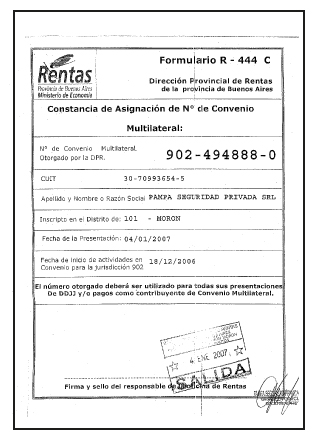 Rentas
Provincia de Buenos Aires
Ministerio de Economía
Formulario R - 444 C
Dirección Provincial de Rentas
de la provincia de Buenos Aires
Constancia de Asignación de N° de Convenio
Multilateral:
N° de Convenio Multilateral
Otorgado por la DPR.
902-494888-0
CUIT 30-70993654-5
Apellido y Nombre o Razón Social PAMPA SEGURIDAD PRIVADA SRL
Inscripto en el Distrito de: 101 - MORON
Fecha de la Presentación: 04/01/2007
Fecha de inicio de actividades en
Convenio para la jurisdicción 902
18/12/2006
El número otorgado deberá ser utilizado para todas sus presentaciones
De DDJJ y/o pagos como contribuyente de Convenio Multilateral.
4 ENE 2007
SALIDA
Firma y sello del responsable de la Oficina de Rentas